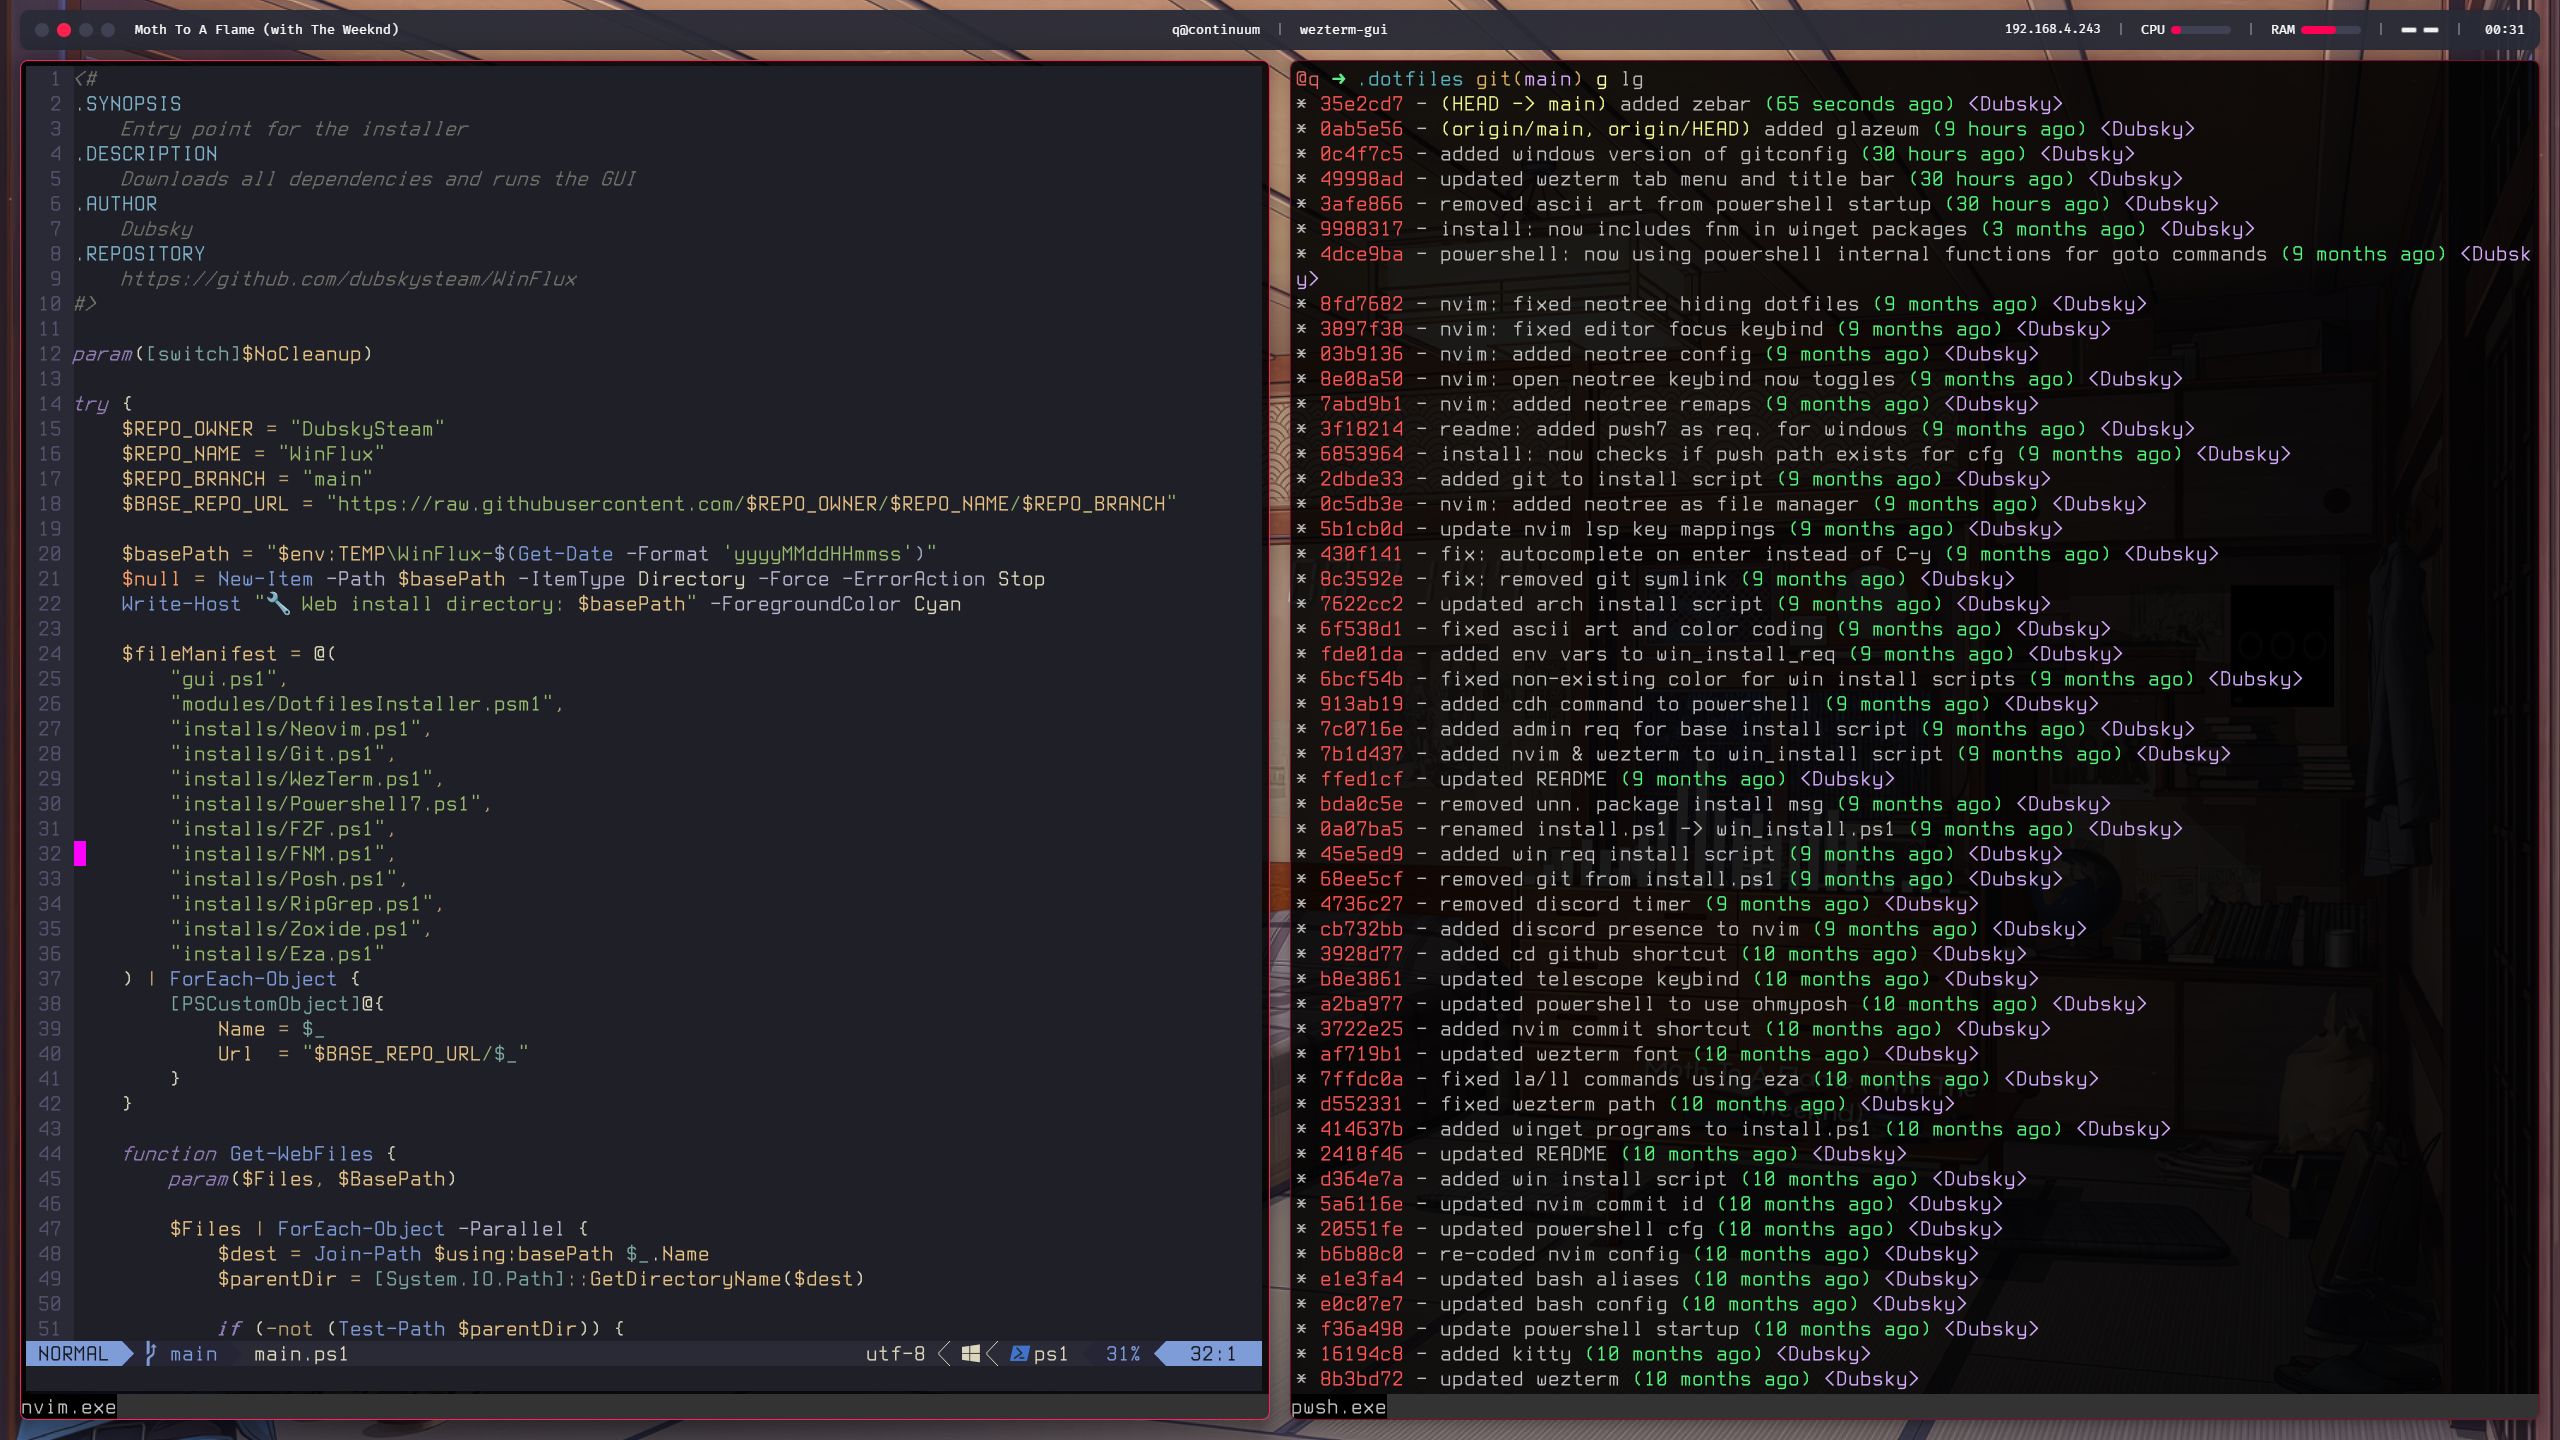 Moth To A Flame (with The Weeknd)
q@continuum | wezterm-gui
192.168.4.243 | CPU | RAM | | 00:31
1 <#
2 .SYNOPSIS
3     Entry point for the installer
4 .DESCRIPTION
5     Downloads all dependencies and runs the GUI
6 .AUTHOR
7     Dubsky
8 .REPOSITORY
9     https://github.com/dubskysteam/WinFlux
10 #>
11
12 param([switch]$NoCleanup)
13
14 try {
15     $REPO_OWNER = "DubskySteam"
16     $REPO_NAME = "WinFlux"
17     $REPO_BRANCH = "main"
18     $BASE_REPO_URL = "https://raw.githubusercontent.com/$REPO_OWNER/$REPO_NAME/$REPO_BRANCH"
19
20     $basePath = "$env:TEMP\WinFlux-$(Get-Date -Format 'yyyyMMddHHmmss')"
21     $null = New-Item -Path $basePath -ItemType Directory -Force -ErrorAction Stop
22     Write-Host "🔧 Web install directory: $basePath" -ForegroundColor Cyan
23
24     $fileManifest = @(
25         "gui.ps1",
26         "modules/DotfilesInstaller.psm1",
27         "installs/Neovim.ps1",
28         "installs/Git.ps1",
29         "installs/WezTerm.ps1",
30         "installs/Powershell7.ps1",
31         "installs/FZF.ps1",
32         "installs/FNM.ps1",
33         "installs/Posh.ps1",
34         "installs/RipGrep.ps1",
35         "installs/Zoxide.ps1",
36         "installs/Eza.ps1"
37     ) | ForEach-Object {
38         [PSCustomObject]@{
39             Name = $_
40             Url  = "$BASE_REPO_URL/$_"
41         }
42     }
43
44     function Get-WebFiles {
45         param($Files, $BasePath)
46
47         $Files | ForEach-Object -Parallel {
48             $dest = Join-Path $using:basePath $_.Name
49             $parentDir = [System.IO.Path]::GetDirectoryName($dest)
50
51             if (-not (Test-Path $parentDir)) {
NORMAL main main.ps1 utf-8 ps1 31% 32:1
nvim.exe
@q → .dotfiles git(main) g lg
* 35e2cd7 - (HEAD -> main) added zebar (65 seconds ago) <Dubsky>
* 0ab5e56 - (origin/main, origin/HEAD) added glazewm (9 hours ago) <Dubsky>
* 0c4f7c5 - added windows version of gitconfig (30 hours ago) <Dubsky>
* 49998ad - updated wezterm tab menu and title bar (30 hours ago) <Dubsky>
* 3afe866 - removed ascii art from powershell startup (30 hours ago) <Dubsky>
* 9988317 - install: now includes fnm in winget packages (3 months ago) <Dubsky>
* 4dce9ba - powershell: now using powershell internal functions for goto commands (9 months ago) <Dubsk
y>
* 8fd7682 - nvim: fixed neotree hiding dotfiles (9 months ago) <Dubsky>
* 3897f38 - nvim: fixed editor focus keybind (9 months ago) <Dubsky>
* 03b9136 - nvim: added neotree config (9 months ago) <Dubsky>
* 8e08a50 - nvim: open neotree keybind now toggles (9 months ago) <Dubsky>
* 7abd9b1 - nvim: added neotree remaps (9 months ago) <Dubsky>
* 3f18214 - readme: added pwsh7 as req. for windows (9 months ago) <Dubsky>
* 6853964 - install: now checks if pwsh path exists for cfg (9 months ago) <Dubsky>
* 2dbde33 - added git to install script (9 months ago) <Dubsky>
* 0c5db3e - nvim: added neotree as file manager (9 months ago) <Dubsky>
* 5b1cb0d - update nvim lsp key mappings (9 months ago) <Dubsky>
* 430f141 - fix: autocomplete on enter instead of C-y (9 months ago) <Dubsky>
* 8c3592e - fix: removed git symlink (9 months ago) <Dubsky>
* 7622cc2 - updated arch install script (9 months ago) <Dubsky>
* 6f538d1 - fixed ascii art and color coding (9 months ago) <Dubsky>
* fde01da - added env vars to win_install_req (9 months ago) <Dubsky>
* 6bcf54b - fixed non-existing color for win install scripts (9 months ago) <Dubsky>
* 913ab19 - added cdh command to powershell (9 months ago) <Dubsky>
* 7c0716e - added admin req for base install script (9 months ago) <Dubsky>
* 7b1d437 - added nvim & wezterm to win_install script (9 months ago) <Dubsky>
* ffed1cf - updated README (9 months ago) <Dubsky>
* bda0c5e - removed unn. package install msg (9 months ago) <Dubsky>
* 0a07ba5 - renamed install.ps1 -> win_install.ps1 (9 months ago) <Dubsky>
* 45e5ed9 - added win req install script (9 months ago) <Dubsky>
* 68ee5cf - removed git from install.ps1 (9 months ago) <Dubsky>
* 4736c27 - removed discord timer (9 months ago) <Dubsky>
* cb732bb - added discord presence to nvim (9 months ago) <Dubsky>
* 3928d77 - added cd github shortcut (10 months ago) <Dubsky>
* b8e3861 - updated telescope keybind (10 months ago) <Dubsky>
* a2ba977 - updated powershell to use ohmyposh (10 months ago) <Dubsky>
* 3722e25 - added nvim commit shortcut (10 months ago) <Dubsky>
* af719b1 - updated wezterm font (10 months ago) <Dubsky>
* 7ffdc0a - fixed la/ll commands using eza (10 months ago) <Dubsky>
* d552331 - fixed wezterm path (10 months ago) <Dubsky>
* 414637b - added winget programs to install.ps1 (10 months ago) <Dubsky>
* 2418f46 - updated README (10 months ago) <Dubsky>
* d364e7a - added win install script (10 months ago) <Dubsky>
* 5a6116e - updated nvim commit id (10 months ago) <Dubsky>
* 20551fe - updated powershell cfg (10 months ago) <Dubsky>
* b6b88c0 - re-coded nvim config (10 months ago) <Dubsky>
* e1e3fa4 - updated bash aliases (10 months ago) <Dubsky>
* e0c07e7 - updated bash config (10 months ago) <Dubsky>
* f36a498 - update powershell startup (10 months ago) <Dubsky>
* 16194c8 - added kitty (10 months ago) <Dubsky>
* 8b3bd72 - updated wezterm (10 months ago) <Dubsky>
pwsh.exe